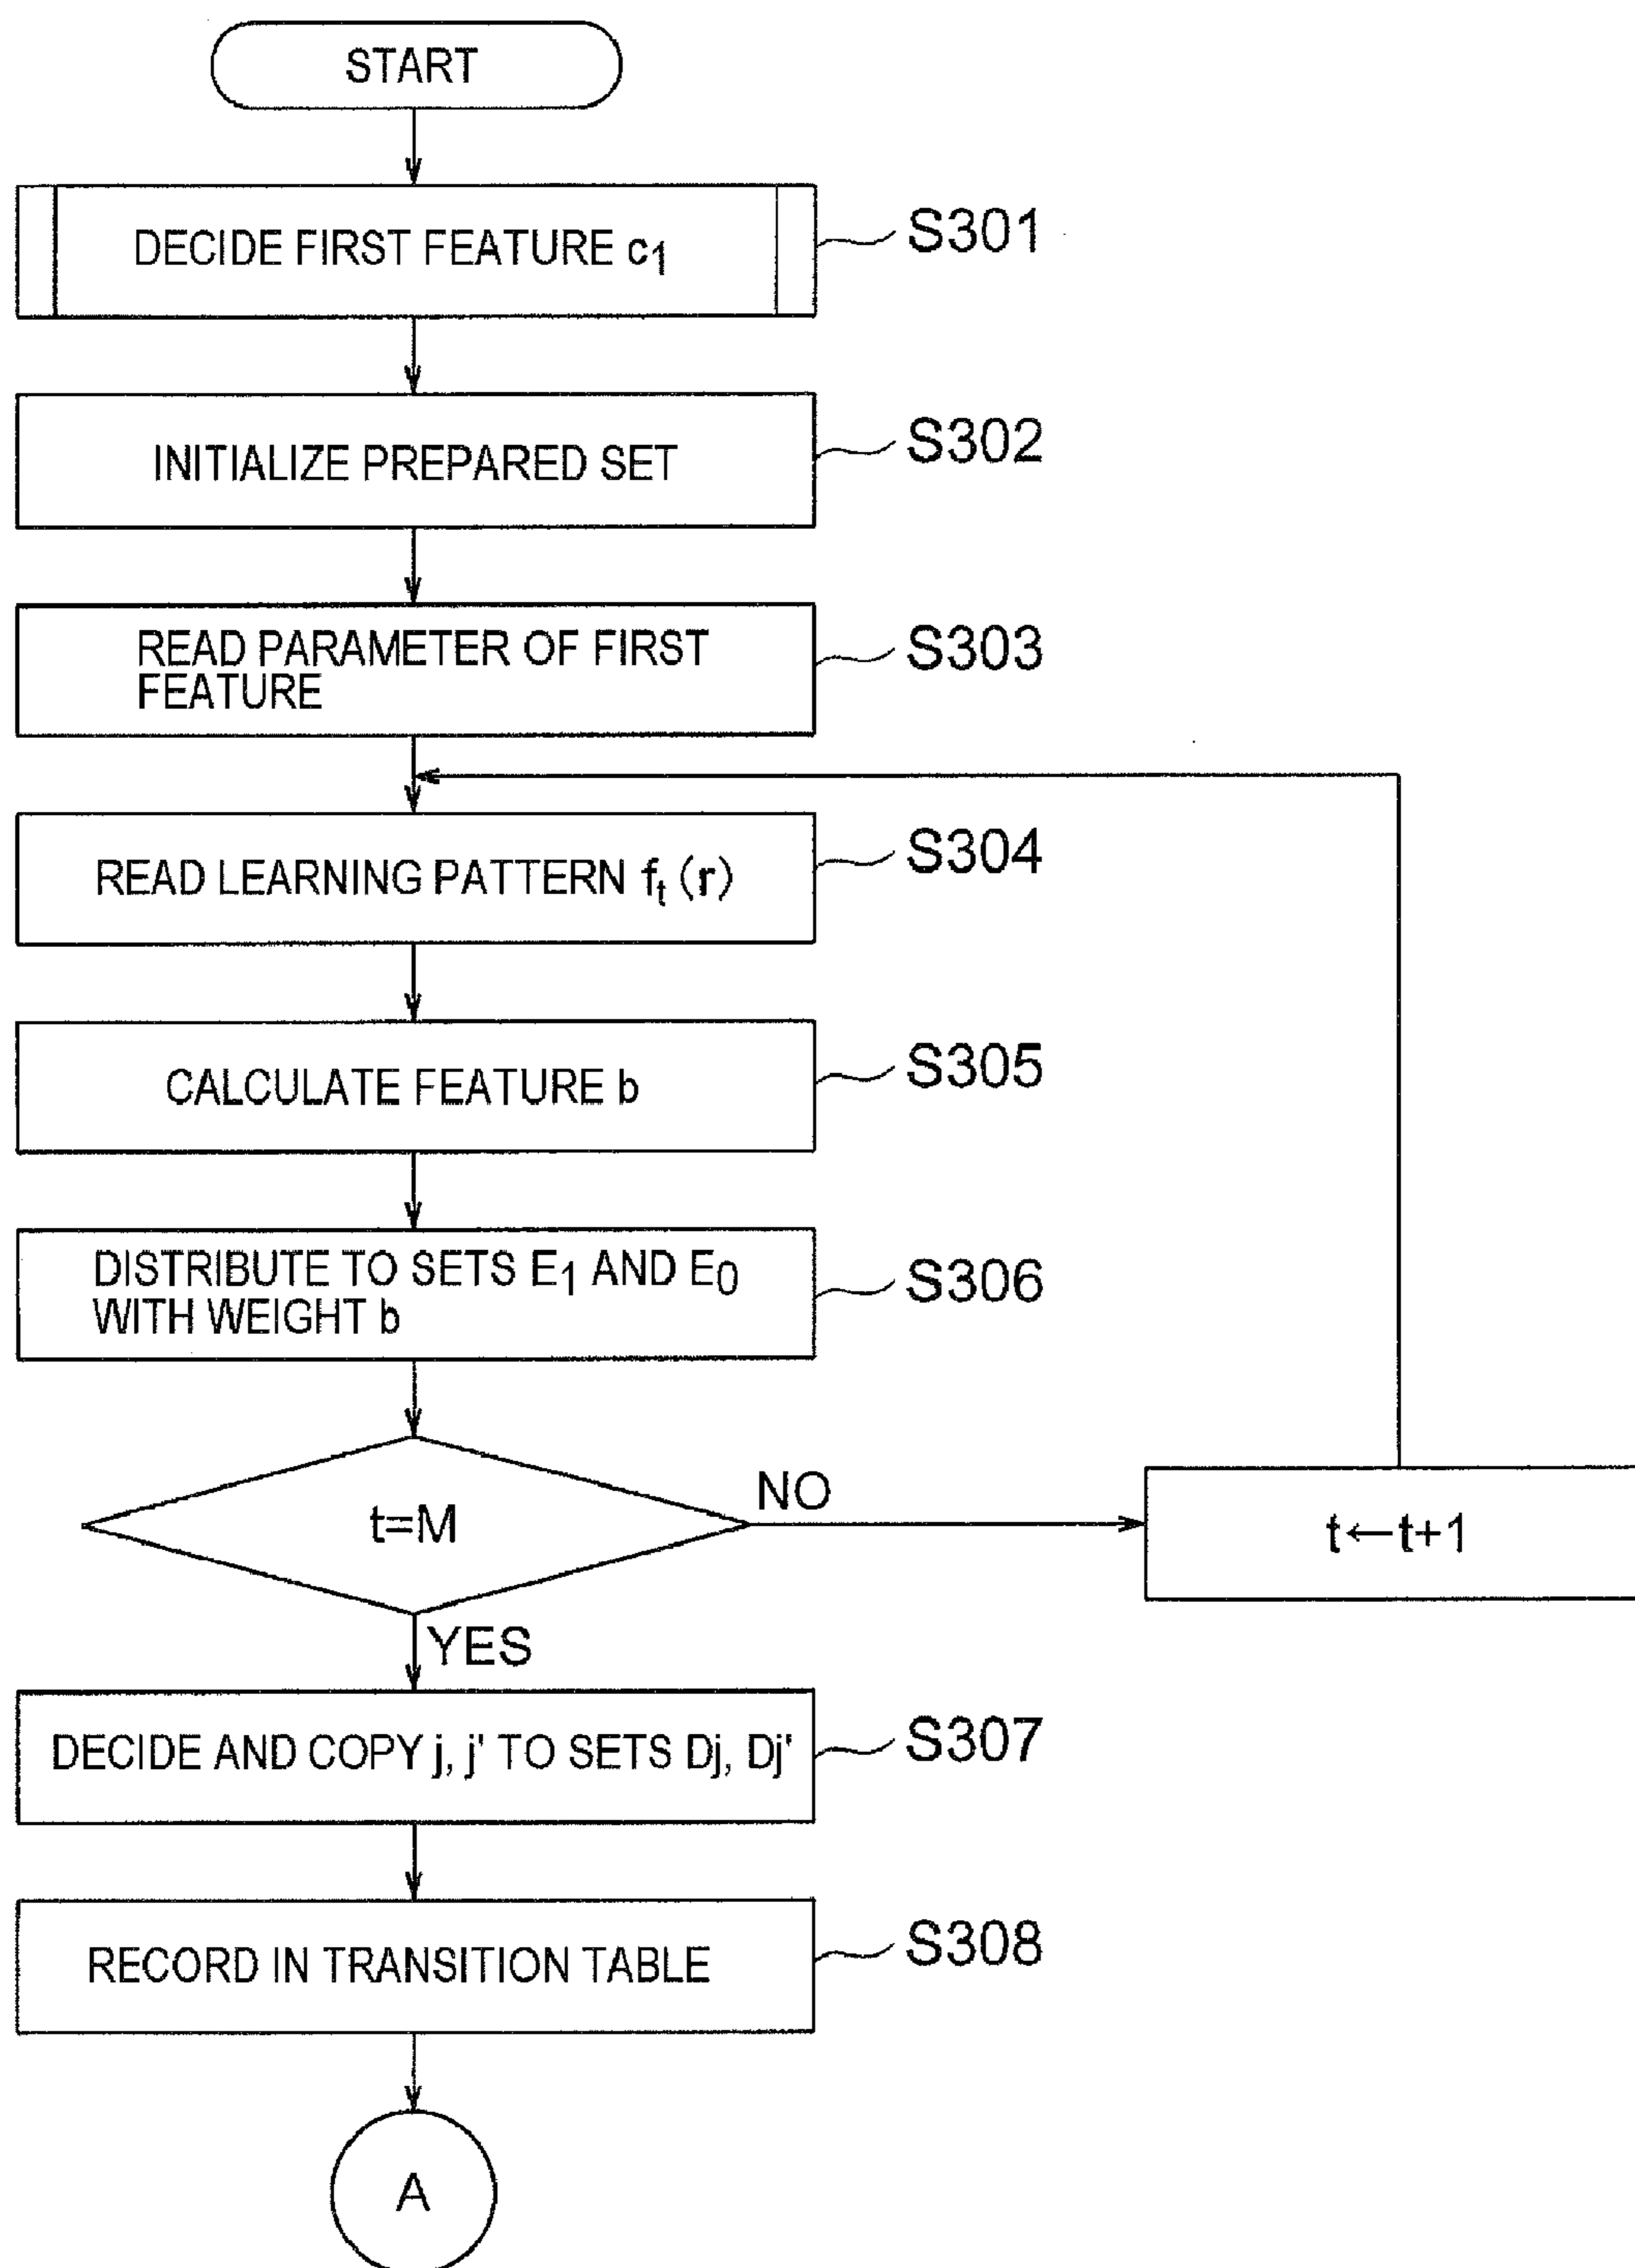 START
DECIDE FIRST FEATURE c1
S301
INITIALIZE PREPARED SET
S302
READ PARAMETER OF FIRST
FEATURE
S303
READ LEARNING PATTERN ft (r)
S304
CALCULATE FEATURE b
S305
DISTRIBUTE TO SETS E1 AND E0
WITH WEIGHT b
S306
t=M
NO
t←t+1
YES
DECIDE AND COPY j, j' TO SETS Dj, Dj'
S307
RECORD IN TRANSITION TABLE
S308
A